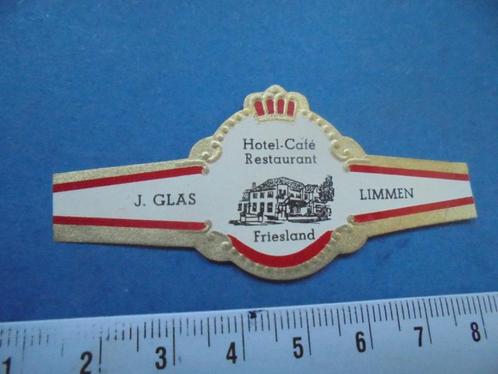 Hotel-Café
Restaurant
J. GLAS
LIMMEN
Friesland
1 2 3 4 5 6 7 8